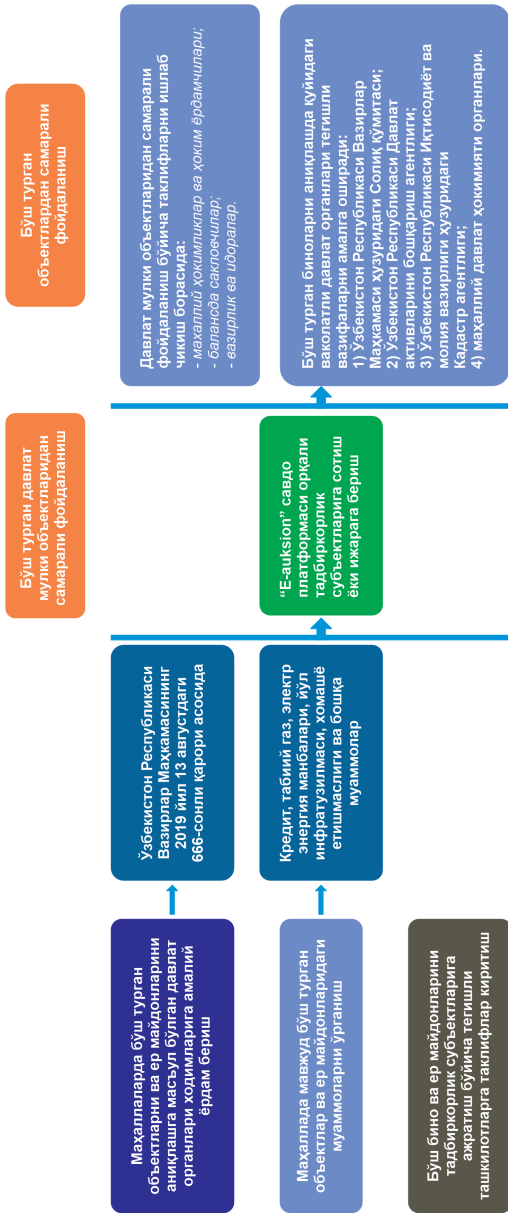 Бўш турган давлат
мулки объектларидан
самарали фойдаланиш
Бўш турган
объектлардан самарали
фойдаланиш
Маҳаллаларда бўш турган
объектларни ва ер майдонларини
аниқлашга масъул бўлган давлат
органлари ходимларига амалий
ёрдам бериш
Ўзбекистон Республикаси
Вазирлар Маҳкамасининг
2019 йил 13 августдаги
666-сонли қарори асосида
Давлат мулки объектларидан самарали
фойдаланиш бўйича таклифларни ишлаб
чикиш борасида:
- махаллий ҳокимликлар ва ҳоким ёрдамчилари;
- балансда сакловчилар;
- вазирлик ва идоралар.
Маҳаллада мавжуд бўш турган
объектлар ва ер майдонларидаги
муаммоларни ўрганиш
Кредит, табиий газ, электр
энергия манбалари, йўл
инфратузилмаси, хомашё
етишмаслиги ва бошқа
муаммолар
“E-auksion” савдо
платформаси орқали
тадбиркорлик
субъектларига сотиш
ёки ижарага бериш
Бўш турган биноларни аниқлашда қуйидаги
ваколатли давлат органлари тегишли
вазифаларни амалга оширади:
1) Ўзбекистон Республикаси Вазирлар
Маҳкамаси ҳузуридаги Солиқ қўмитаси;
2) Ўзбекистон Республикаси Давлат
активларини бошқариш агентлиги;
3) Ўзбекистон Республикаси Иқтисодиёт ва
молия вазирлиги ҳузуридаги
Кадастр агентлиги;
4) маҳаллий давлат ҳокимияти органлари.
Бўш бино ва ер майдонларини
тадбиркорлик субъектларига
ажратиш бўйича тегишли
ташкилотларга таклифлар киритиш